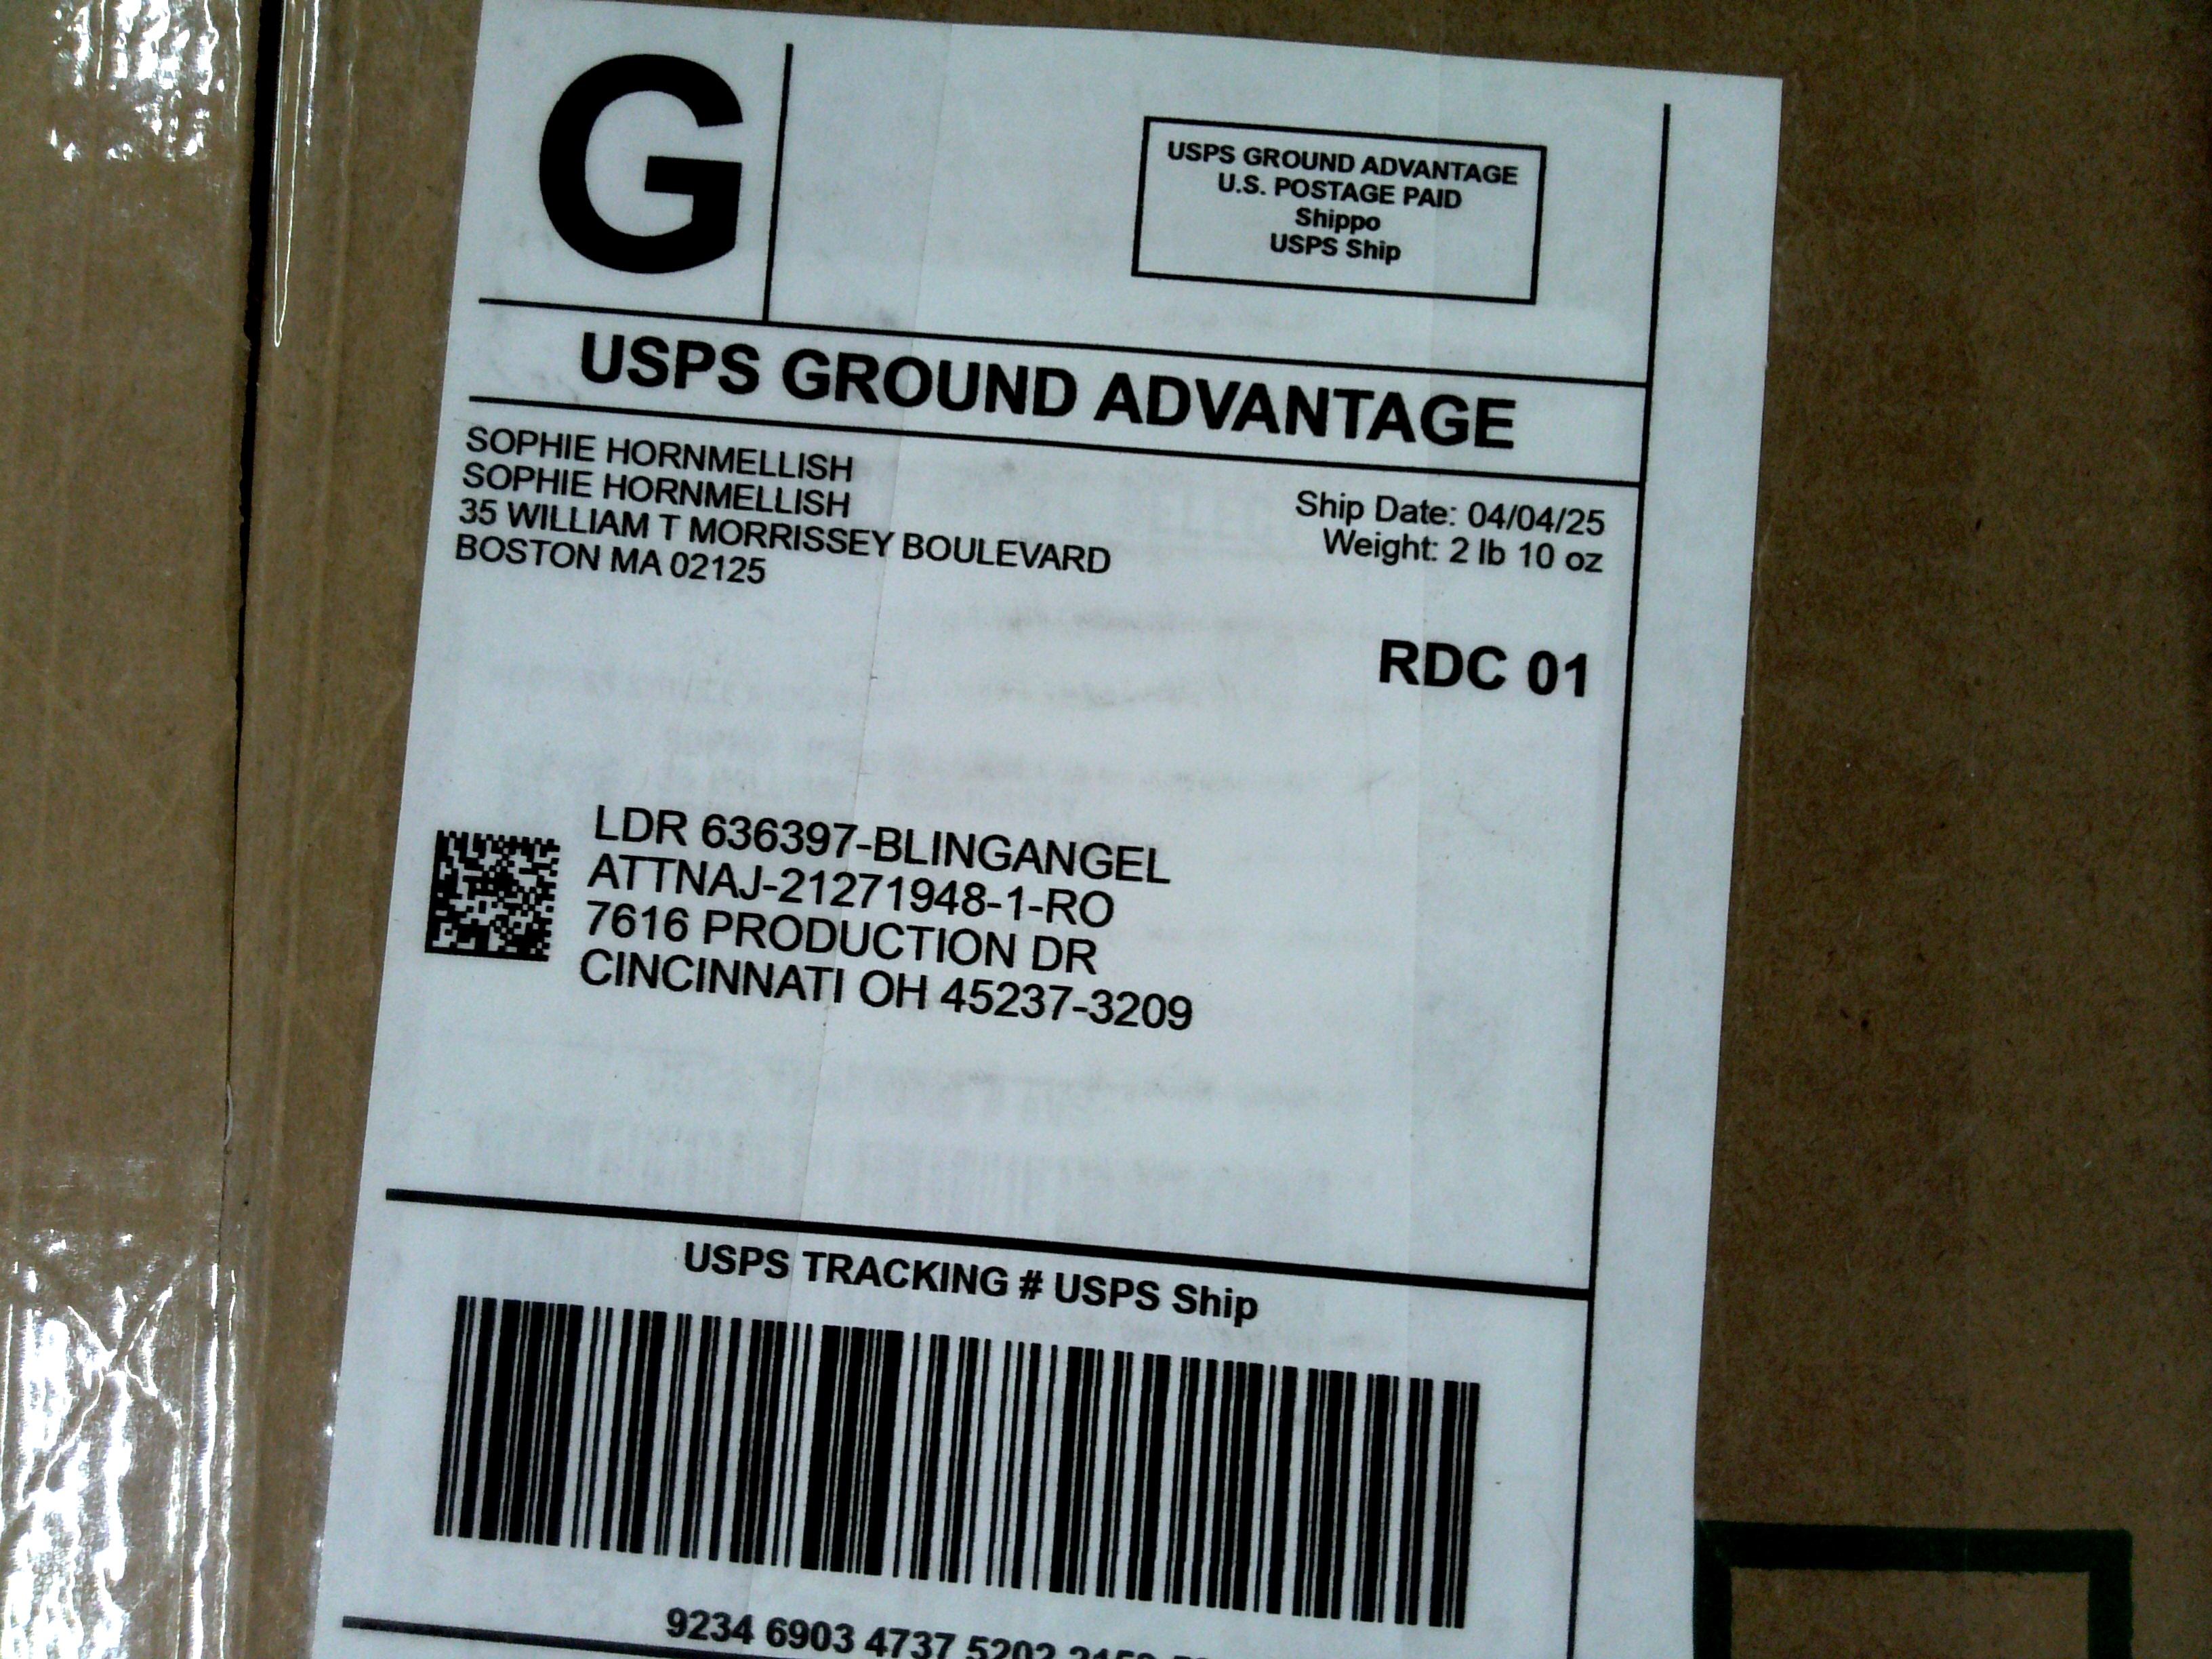 G
USPS GROUND ADVANTAGE
U.S. POSTAGE PAID
Shippo
USPS Ship
USPS GROUND ADVANTAGE
SOPHIE HORNMELLISH
SOPHIE HORNMELLISH
35 WILLIAM T MORRISSEY BOULEVARD
BOSTON MA 02125
Ship Date: 04/04/25
Weight: 2 lb 10 oz
RDC 01
LDR 636397-BLINGANGEL
ATTNAJ-21271948-1-RO
7616 PRODUCTION DR
CINCINNATI OH 45237-3209
USPS TRACKING # USPS Ship
9234 6903 4737 5202